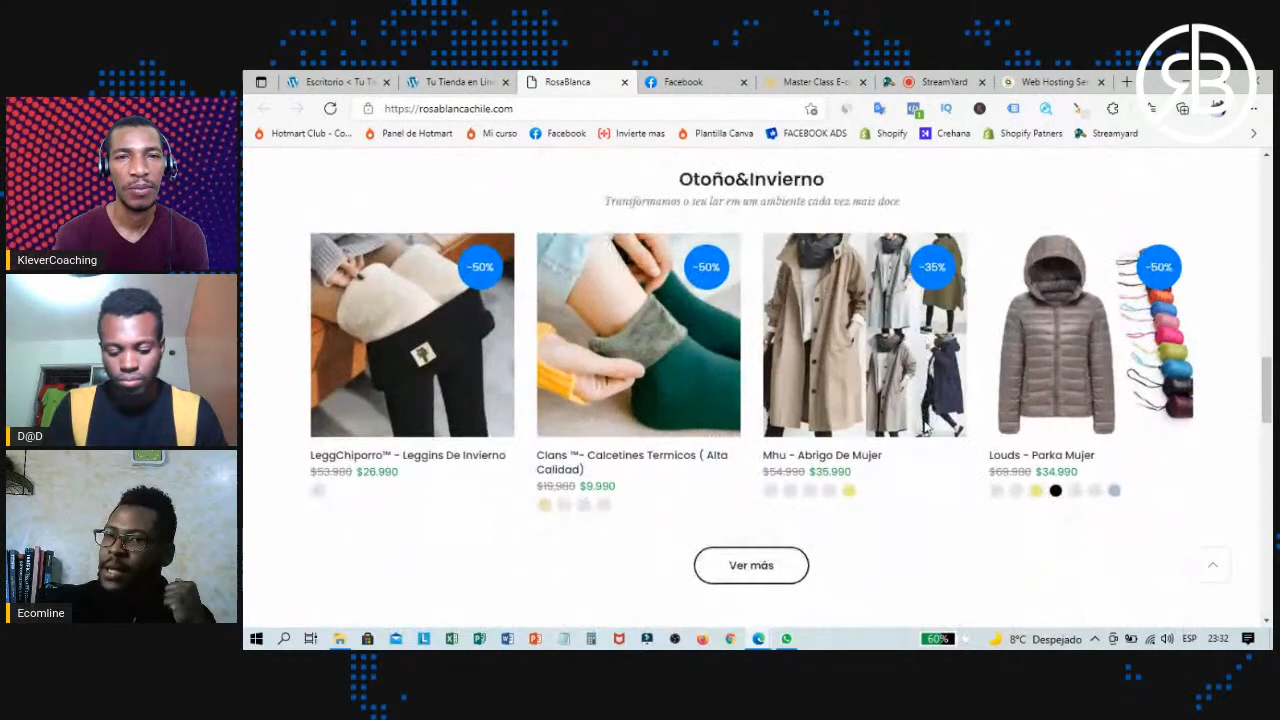 Escritorio < Tu Ti
Tu Tienda en Lín
RosaBlanca
Facebook
Master Class E-c
StreamYard
Web Hosting Ser
https://rosablancachile.com
Hotmart Club - Co...
Panel de Hotmart
Mi curso
Facebook
Invierte mas
Plantilla Canva
FACEBOOK ADS
Shopify
Crehana
Shopify Patners
Streamyard
Otoño&Invierno
Transformamos o seu lar em um ambiente cada vez mais doce
-50%
-50%
-35%
-50%
LeggChiporro™ - Leggins De Invierno
$53.980 $26.990
Clans ™- Calcetines Termicos ( Alta
Calidad)
$19.980 $9.990
Mhu - Abrigo De Mujer
$54.990 $35.990
Louds - Parka Mujer
$69.980 $34.990
Ver más
KleverCoaching
D@D
Ecomline
60%
8°C Despejado
ESP
23:32